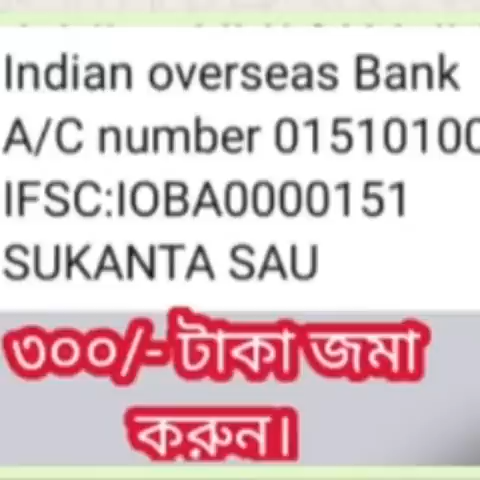 Indian overseas Bank
A/C number 01510100
IFSC:IOBA0000151
SUKANTA SAU
৩০০/- টাকা জমা
করুন।